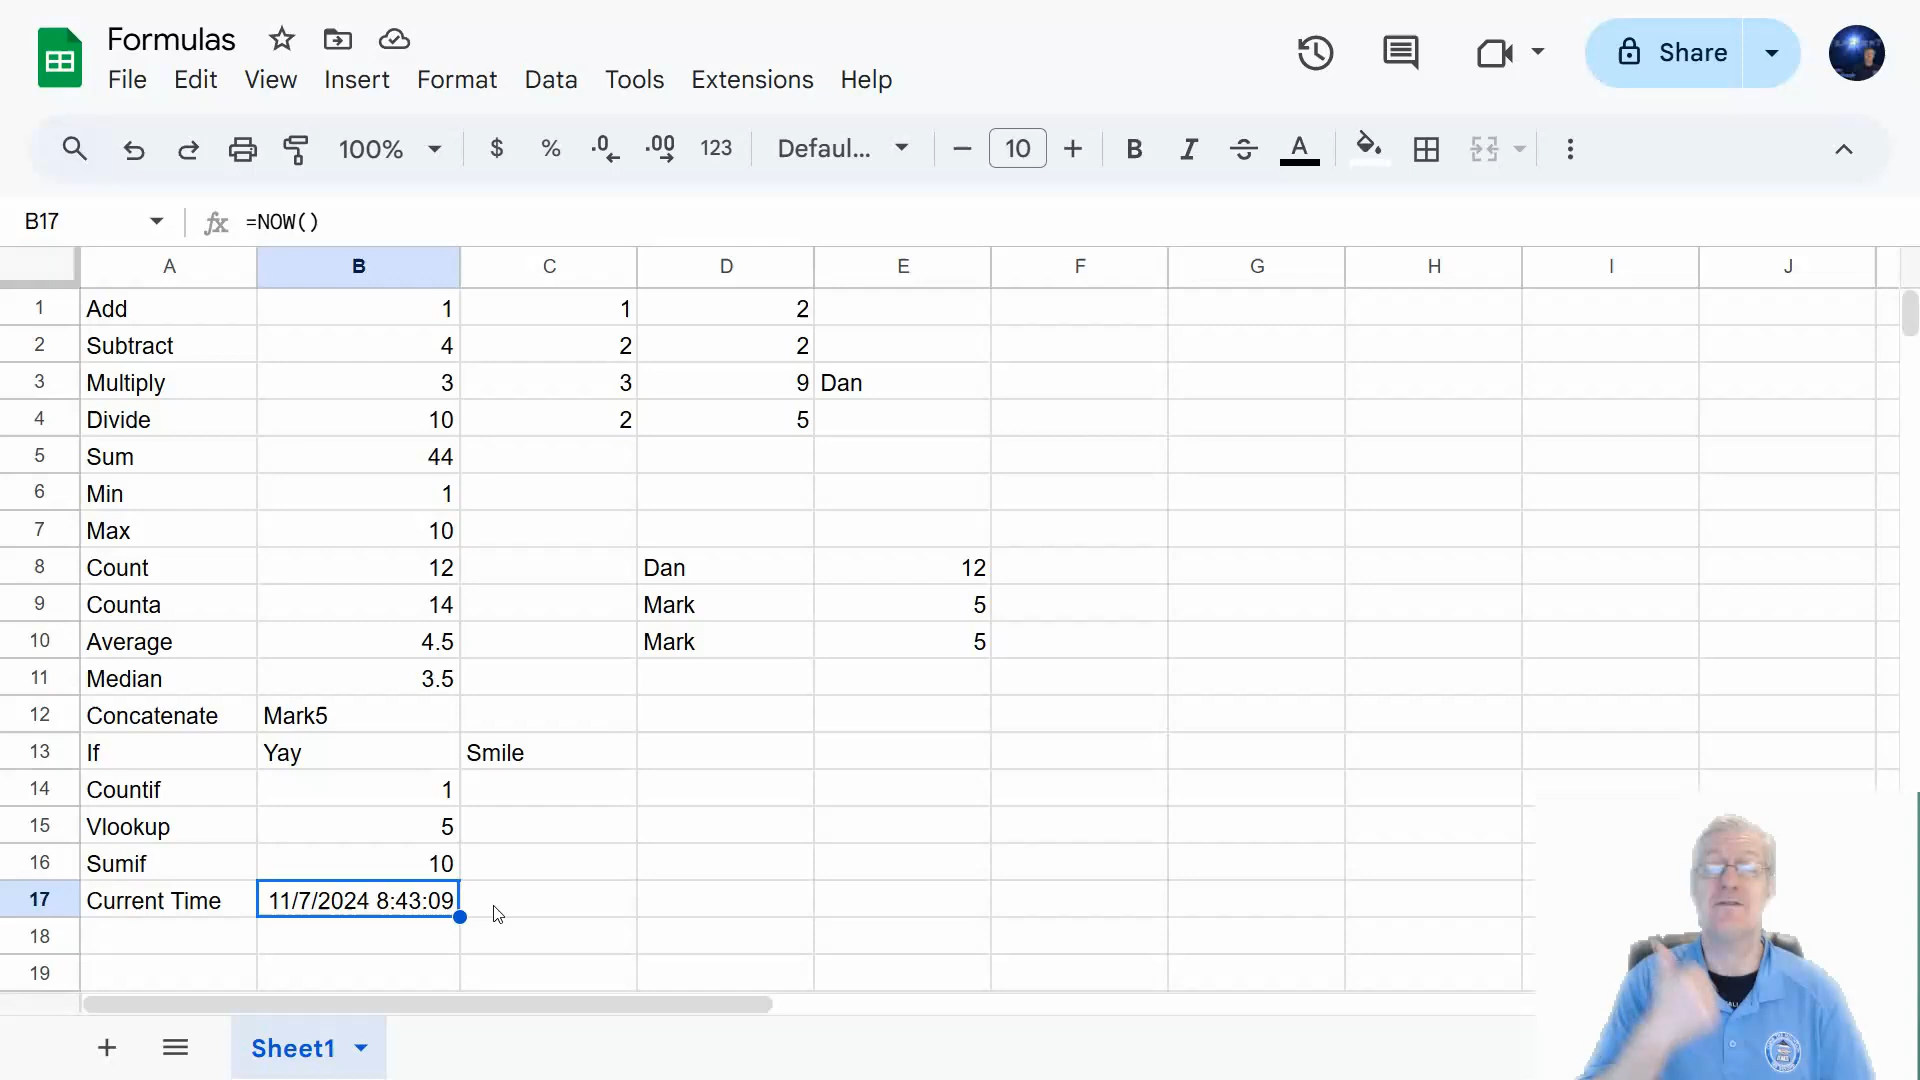 Formulas
File Edit View Insert Format Data Tools Extensions Help
Share
100% $ % .0 .00 123 Defaul... 10 B I A
B17 fx =NOW()
A B C D E F G H I J
1 Add 1 1 2
2 Subtract 4 2 2
3 Multiply 3 3 9 Dan
4 Divide 10 2 5
5 Sum 44
6 Min 1
7 Max 10
8 Count 12 Dan 12
9 Counta 14 Mark 5
10 Average 4.5 Mark 5
11 Median 3.5
12 Concatenate Mark5
13 If Yay Smile
14 Countif 1
15 Vlookup 5
16 Sumif 10
17 Current Time 11/7/2024 8:43:09
18
19
Sheet1